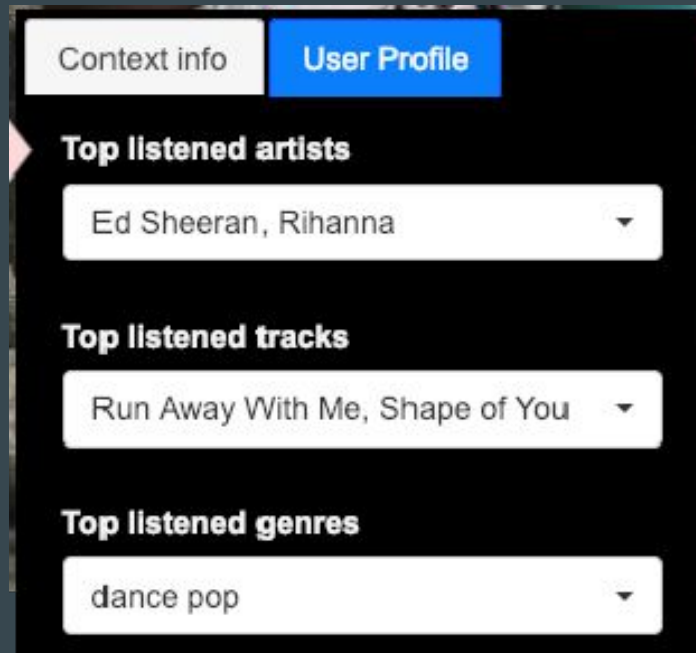 Context info
User Profile
Top listened artists
Ed Sheeran, Rihanna
Top listened tracks
Run Away With Me, Shape of You
Top listened genres
dance pop